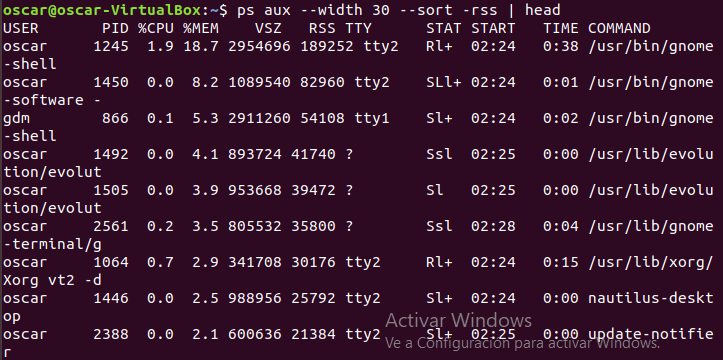 oscar@oscar-VirtualBox:~$ ps aux --width 30 --sort -rss | head
USER       PID %CPU %MEM    VSZ   RSS TTY      STAT START   TIME COMMAND
oscar     1245  1.9 18.7 2954696 189252 tty2   Rl+  02:24   0:38 /usr/bin/gnome
-shell
oscar     1450  0.0  8.2 1089540 82960 tty2    SLl+ 02:24   0:01 /usr/bin/gnome
-software -
gdm        866  0.1  5.3 2911260 54108 tty1    Sl+  02:24   0:02 /usr/bin/gnome
-shell
oscar     1492  0.0  4.1 893724 41740 ?        Ssl  02:25   0:00 /usr/lib/evolu
tion/evolut
oscar     1505  0.0  3.9 953668 39472 ?        Sl   02:25   0:00 /usr/lib/evolu
tion/evolut
oscar     2561  0.2  3.5 805532 35800 ?        Ssl  02:28   0:04 /usr/lib/gnome
-terminal/g
oscar     1064  0.7  2.9 341708 30176 tty2     Rl+  02:24   0:15 /usr/lib/xorg/
Xorg vt2 -d
oscar     1446  0.0  2.5 988956 25792 tty2     Sl+  02:24   0:00 nautilus-deskt
op
oscar     2388  0.0  2.1 600636 21384 tty2     Sl+  02:25   0:00 update-notifie
r
Activar Windows
Ve a Configuración para activar Windows.